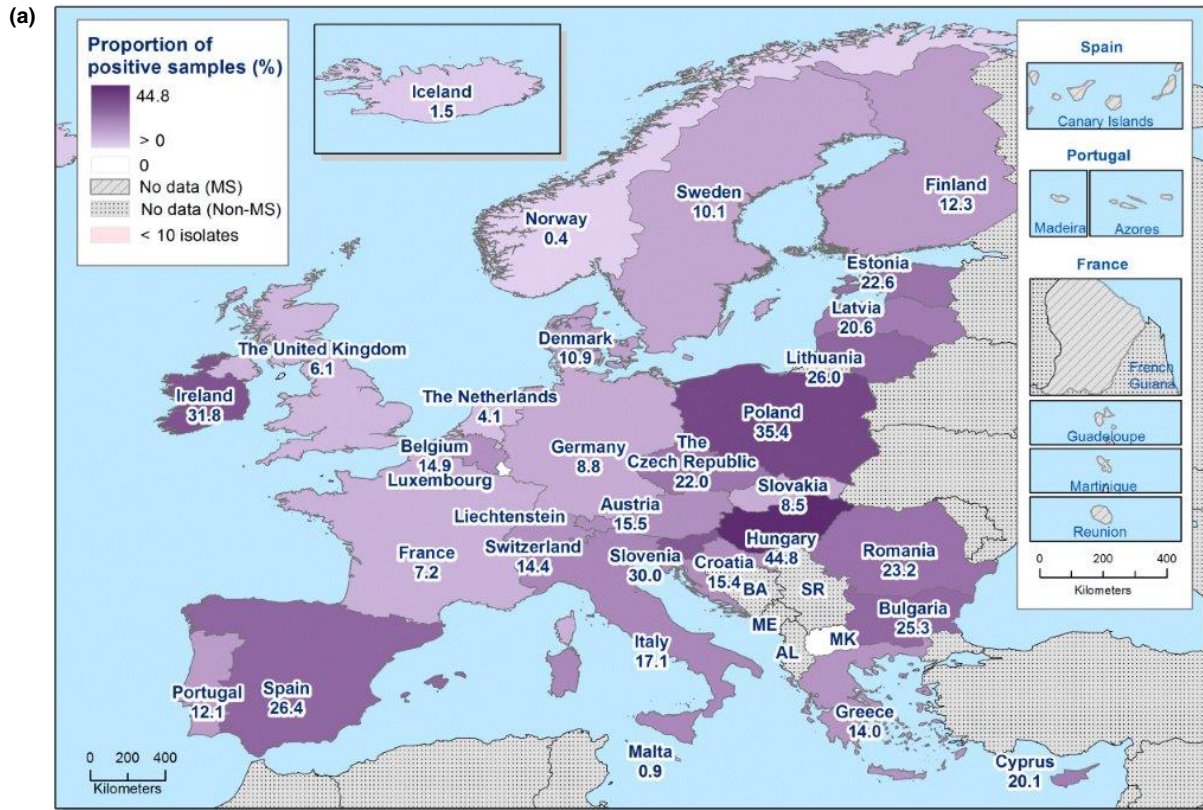 (a)
Proportion of
positive samples (%)
44.8
> 0
0
No data (MS)
No data (Non-MS)
< 10 isolates
Iceland
1.5
Norway
0.4
Sweden
10.1
Finland
12.3
Estonia
22.6
Latvia
20.6
Lithuania
26.0
Denmark
10.9
The United Kingdom
6.1
Ireland
31.8
The Netherlands
4.1
Belgium
14.9
Luxembourg
Germany
8.8
Poland
35.4
The
Czech Republic
22.0
Slovakia
8.5
Austria
15.5
Liechtenstein
Switzerland
14.4
France
7.2
Slovenia
30.0
Hungary
44.8
Croatia
15.4
Romania
23.2
BA
SR
Bulgaria
25.3
ME
MK
AL
Italy
17.1
Portugal
12.1
Spain
26.4
Greece
14.0
Malta
0.9
Cyprus
20.1
0 200 400
Kilometers
Spain
Canary Islands
Portugal
Madeira
Azores
France
French
Guiana
Guadeloupe
Martinique
Reunion
0 200 400
Kilometers